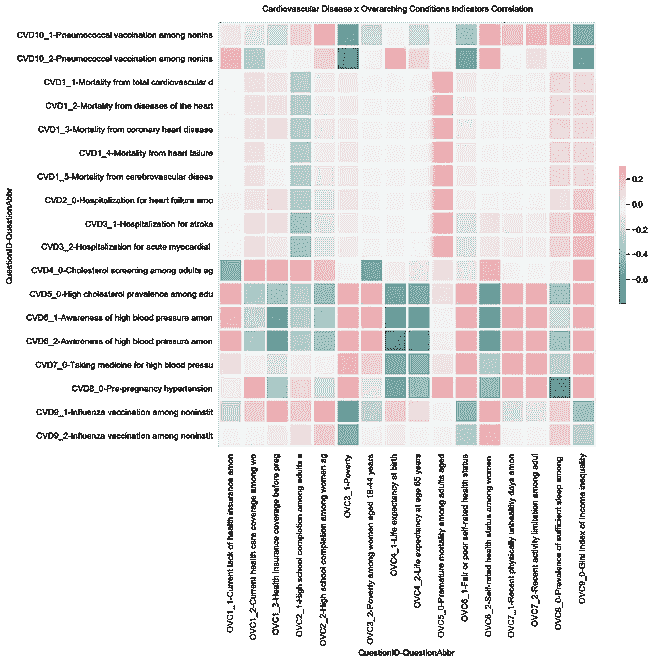 Cardiovascular Disease x Overarching Conditions Indicators Correlation
QuestionID-QuestionAbbr
CVD10_1-Pneumococcal vaccination among nonins
CVD10_2-Pneumococcal vaccination among nonins
CVD1_1-Mortality from total cardiovascular d
CVD1_2-Mortality from diseases of the heart
CVD1_3-Mortality from coronary heart disease
CVD1_4-Mortality from heart failure
CVD1_5-Mortality from cerebrovascular diseas
CVD2_0-Hospitalization for heart failure amo
CVD3_1-Hospitalization for stroke
CVD3_2-Hospitalization for acute myocardial
CVD4_0-Cholesterol screening among adults ag
CVD5_0-High cholesterol prevalence among adu
CVD6_1-Awareness of high blood pressure amon
CVD6_2-Awareness of high blood pressure amon
CVD7_0-Taking medicine for high blood pressu
CVD8_0-Pre-pregnancy hypertension
CVD9_1-Influenza vaccination among noninstit
CVD9_2-Influenza vaccination among noninstit
OVC1_1-Current lack of health insurance amon
OVC1_2-Current health care coverage among wo
OVC1_3-Health insurance coverage before preg
OVC2_1-High school completion among adults a
OVC2_2-High school completion among women ag
OVC3_1-Poverty
OVC3_2-Poverty among women aged 18-44 years
OVC4_1-Life expectancy at birth
OVC4_2-Life expectancy at age 65 years
OVC5_0-Premature mortality among adults aged
OVC6_1-Fair or poor self-rated health status
OVC6_2-Self-rated health status among women
OVC7_1-Recent physically unhealthy days amon
OVC7_2-Recent activity limitation among adul
OVC8_0-Prevalence of sufficient sleep among
OVC9_0-Gini Index of income inequality
QuestionID-QuestionAbbr
0.2
0.0
−0.2
−0.4
−0.6